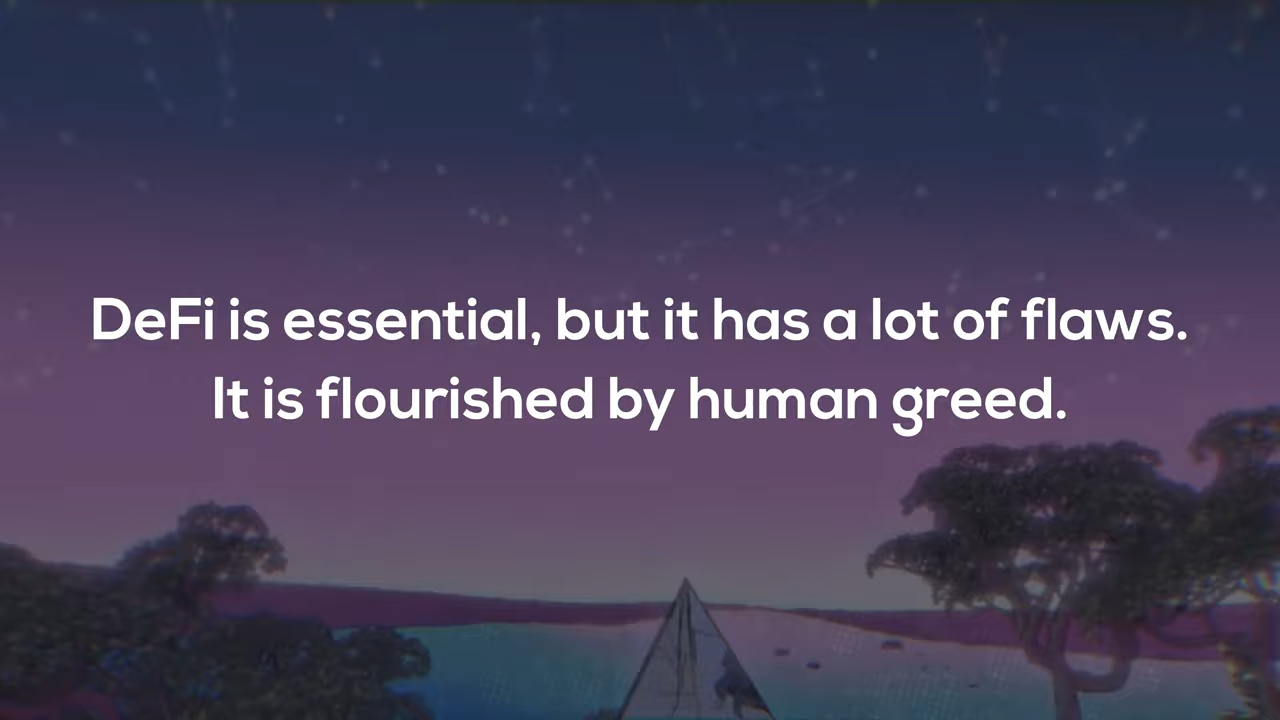 DeFi is essential, but it has a lot of flaws.
It is flourished by human greed.